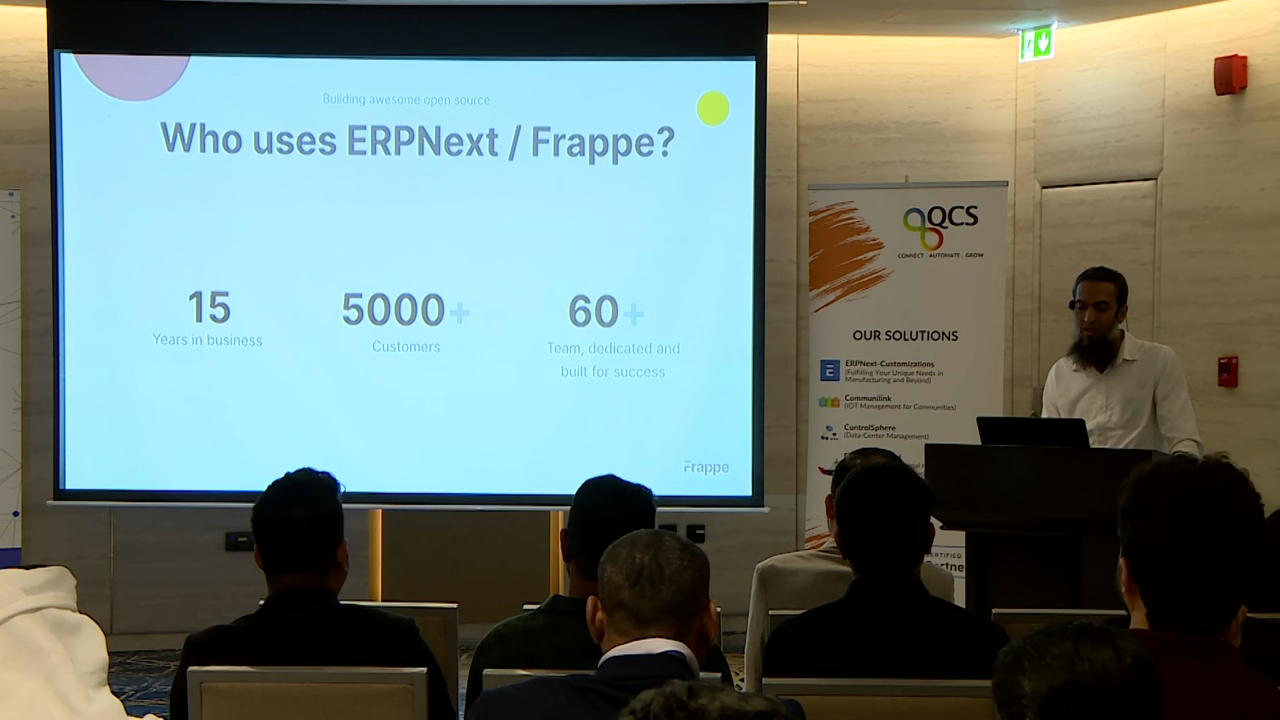 Building awesome open source
Who uses ERPNext / Frappe?
15
Years in business
5000+
Customers
60+
Team, dedicated and
built for success
Frappe
QCS
CONNECT . AUTOMATE . GROW
OUR SOLUTIONS
ERPNext-Customizations
(Fulfilling Your Unique Needs in
Manufacturing and Beyond)
Communilink
(IOT Management for Communities)
ControlSphere
(Data Center Management)